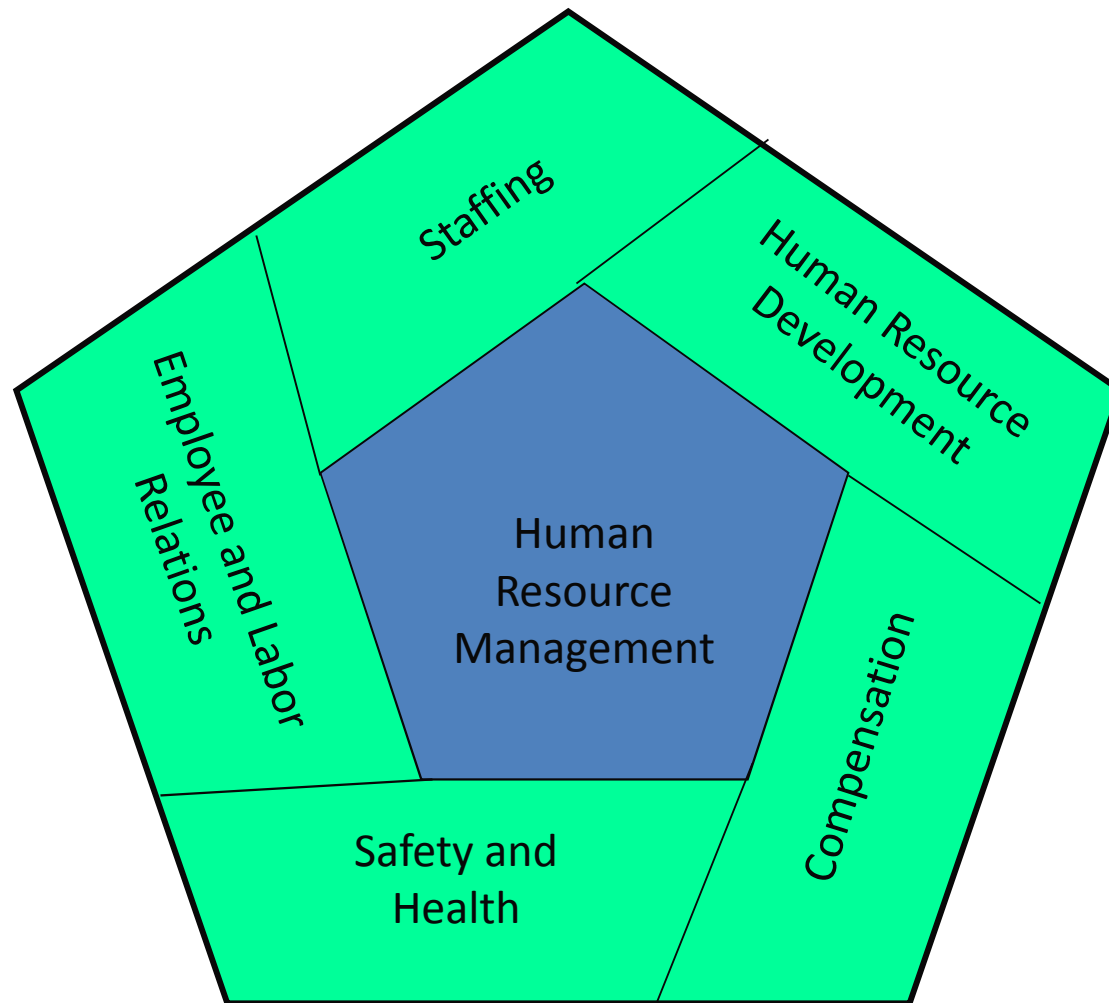 Staffing
Human Resource
Development
Employee and Labor
Relations
Human
Resource
Management
Compensation
Safety and
Health